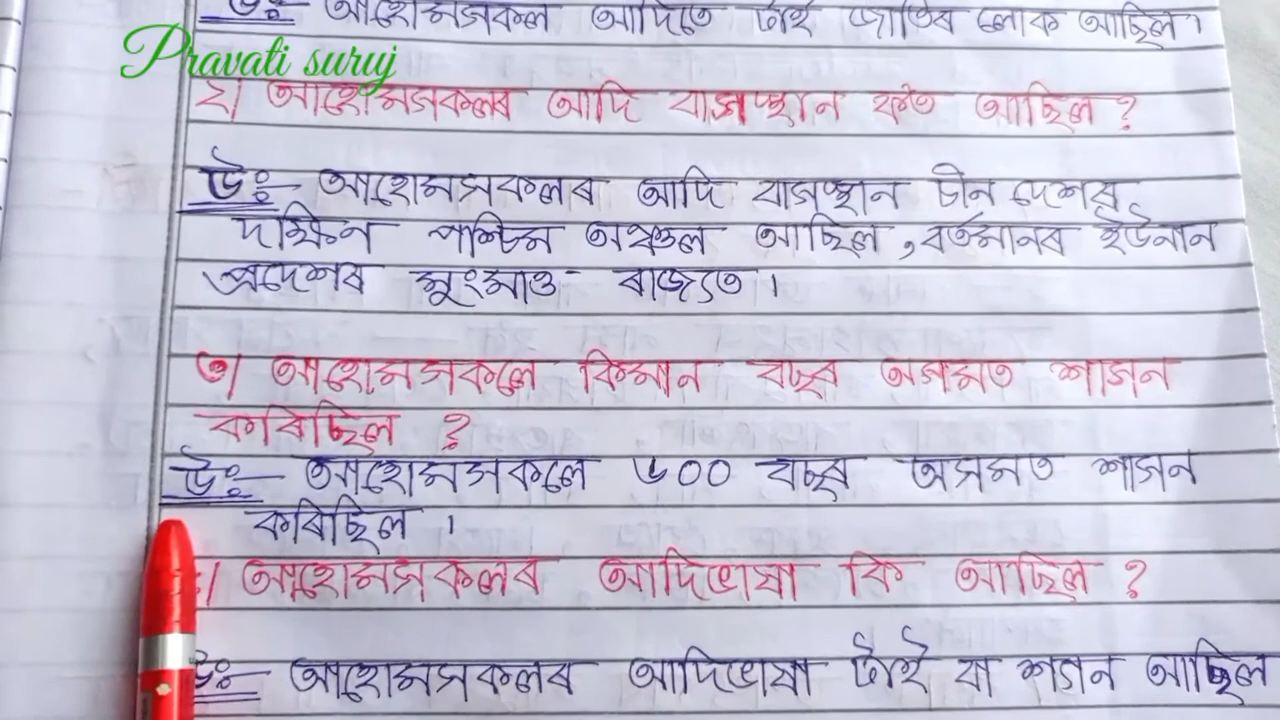 উঃ- আহোমসকল আদিতে টাই জাতিৰ লোক আছিল।
Pravati suruj
২| আহোমসকলৰ আদি বাসস্থান ক'ত আছিল ?
উঃ- আহোমসকলৰ আদি বাসস্থান চীন দেশৰ
দক্ষিন পশ্চিম অঞ্চল আছিল , বৰ্তমানৰ ইউনান
প্ৰদেশৰ মুংমাও ৰাজ্যত।
৩| আহোমসকলে কিমান বছৰ অসমত শাসন
কৰিছিল ?
উঃ- আহোমসকলে ৬০০ বছৰ অসমত শাসন
কৰিছিল ।
| আহোমসকলৰ আদিভাষা কি আছিল ?
উঃ- আহোমসকলৰ আদিভাষা টাই বা শান আছিল